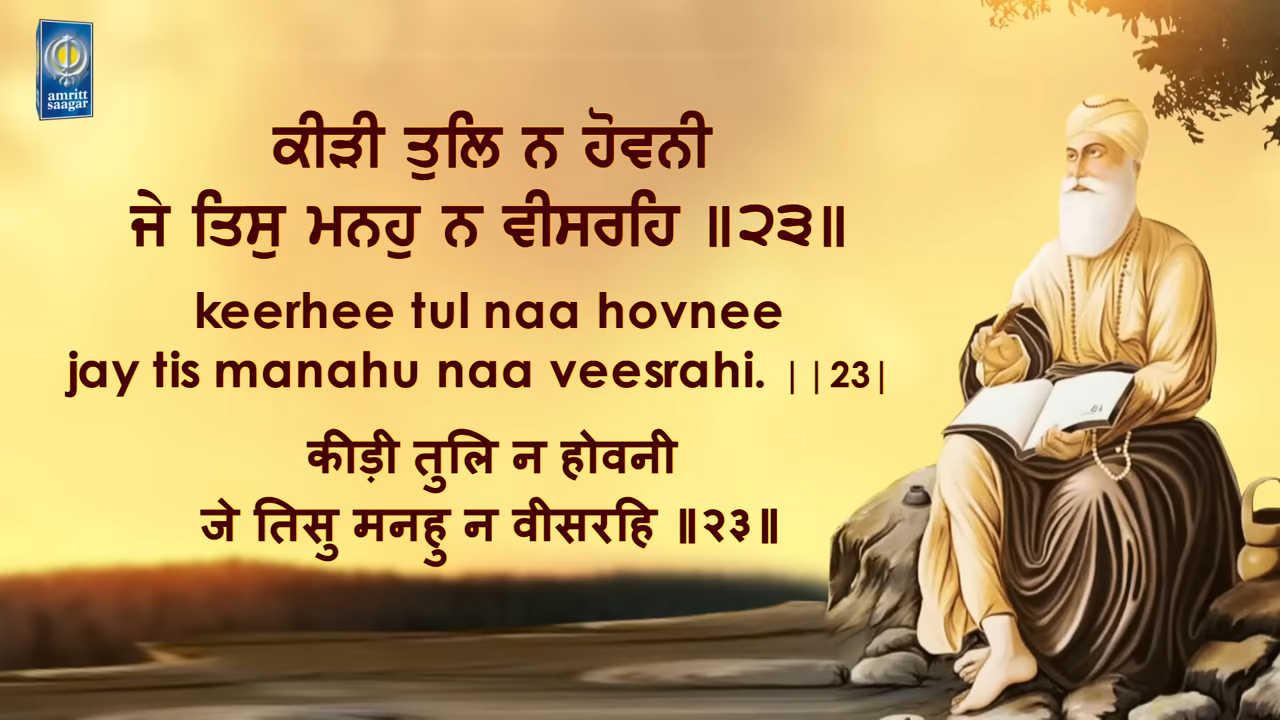 amritt
saagar
ਕੀੜੀ ਤੁਲਿ ਨ ਹੋਵਨੀ
ਜੇ ਤਿਸੁ ਮਨਹੁ ਨ ਵੀਸਰਹਿ ॥੨੩॥
keerhee tul naa hovnee
jay tis manahu naa veesrahi. ||23|
कीड़ी तुलि न होवनी
जे तिसु मनहु न वीसरहि ॥२३॥